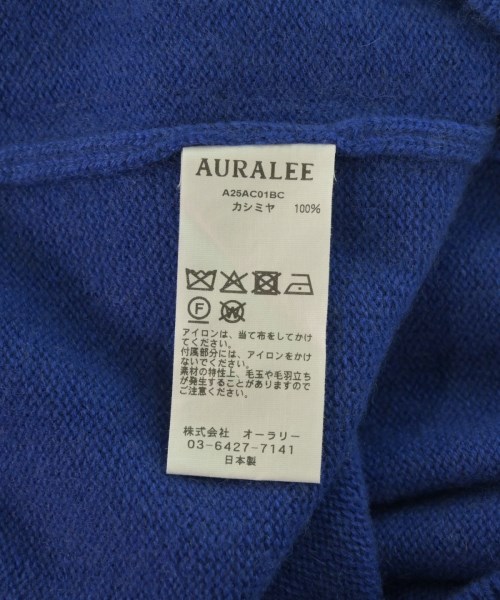 AURALEE
A25AC01BC
カシミヤ 100%
F W
アイロンは、当て布をしてかけ
てください。
付属部分には、アイロンをかけ
ないでください。
素材の特性上、毛玉や毛羽立ち
が発生することがありますので
ご注意ください。
株式会社 オーラリー
03-6427-7141
日本製